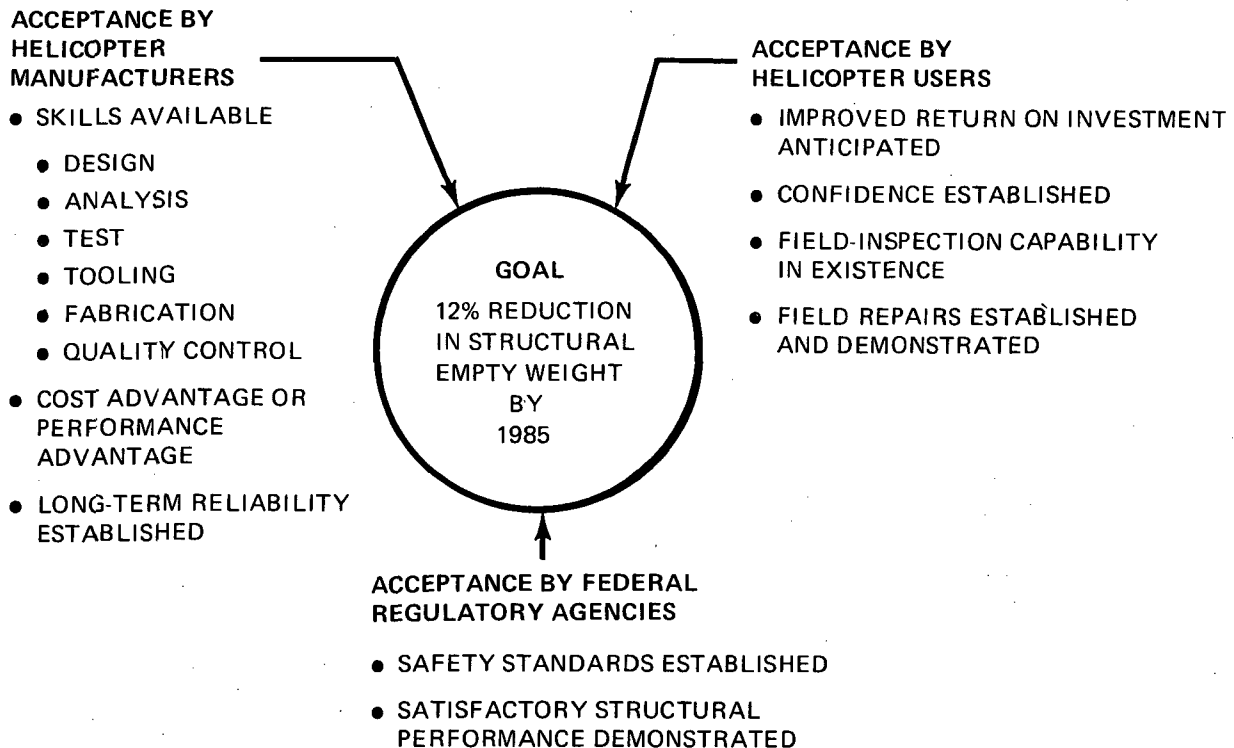 ACCEPTANCE BY
HELICOPTER
MANUFACTURERS
• SKILLS AVAILABLE
• DESIGN
• ANALYSIS
• TEST
• TOOLING
• FABRICATION
• QUALITY CONTROL
• COST ADVANTAGE OR
PERFORMANCE
ADVANTAGE
• LONG-TERM RELIABILITY
ESTABLISHED
ACCEPTANCE BY
HELICOPTER USERS
• IMPROVED RETURN ON INVESTMENT
ANTICIPATED
• CONFIDENCE ESTABLISHED
• FIELD-INSPECTION CAPABILITY
IN EXISTENCE
• FIELD REPAIRS ESTABLISHED
AND DEMONSTRATED
GOAL
12% REDUCTION
IN STRUCTURAL
EMPTY WEIGHT
BY
1985
ACCEPTANCE BY FEDERAL
REGULATORY AGENCIES
• SAFETY STANDARDS ESTABLISHED
• SATISFACTORY STRUCTURAL
PERFORMANCE DEMONSTRATED